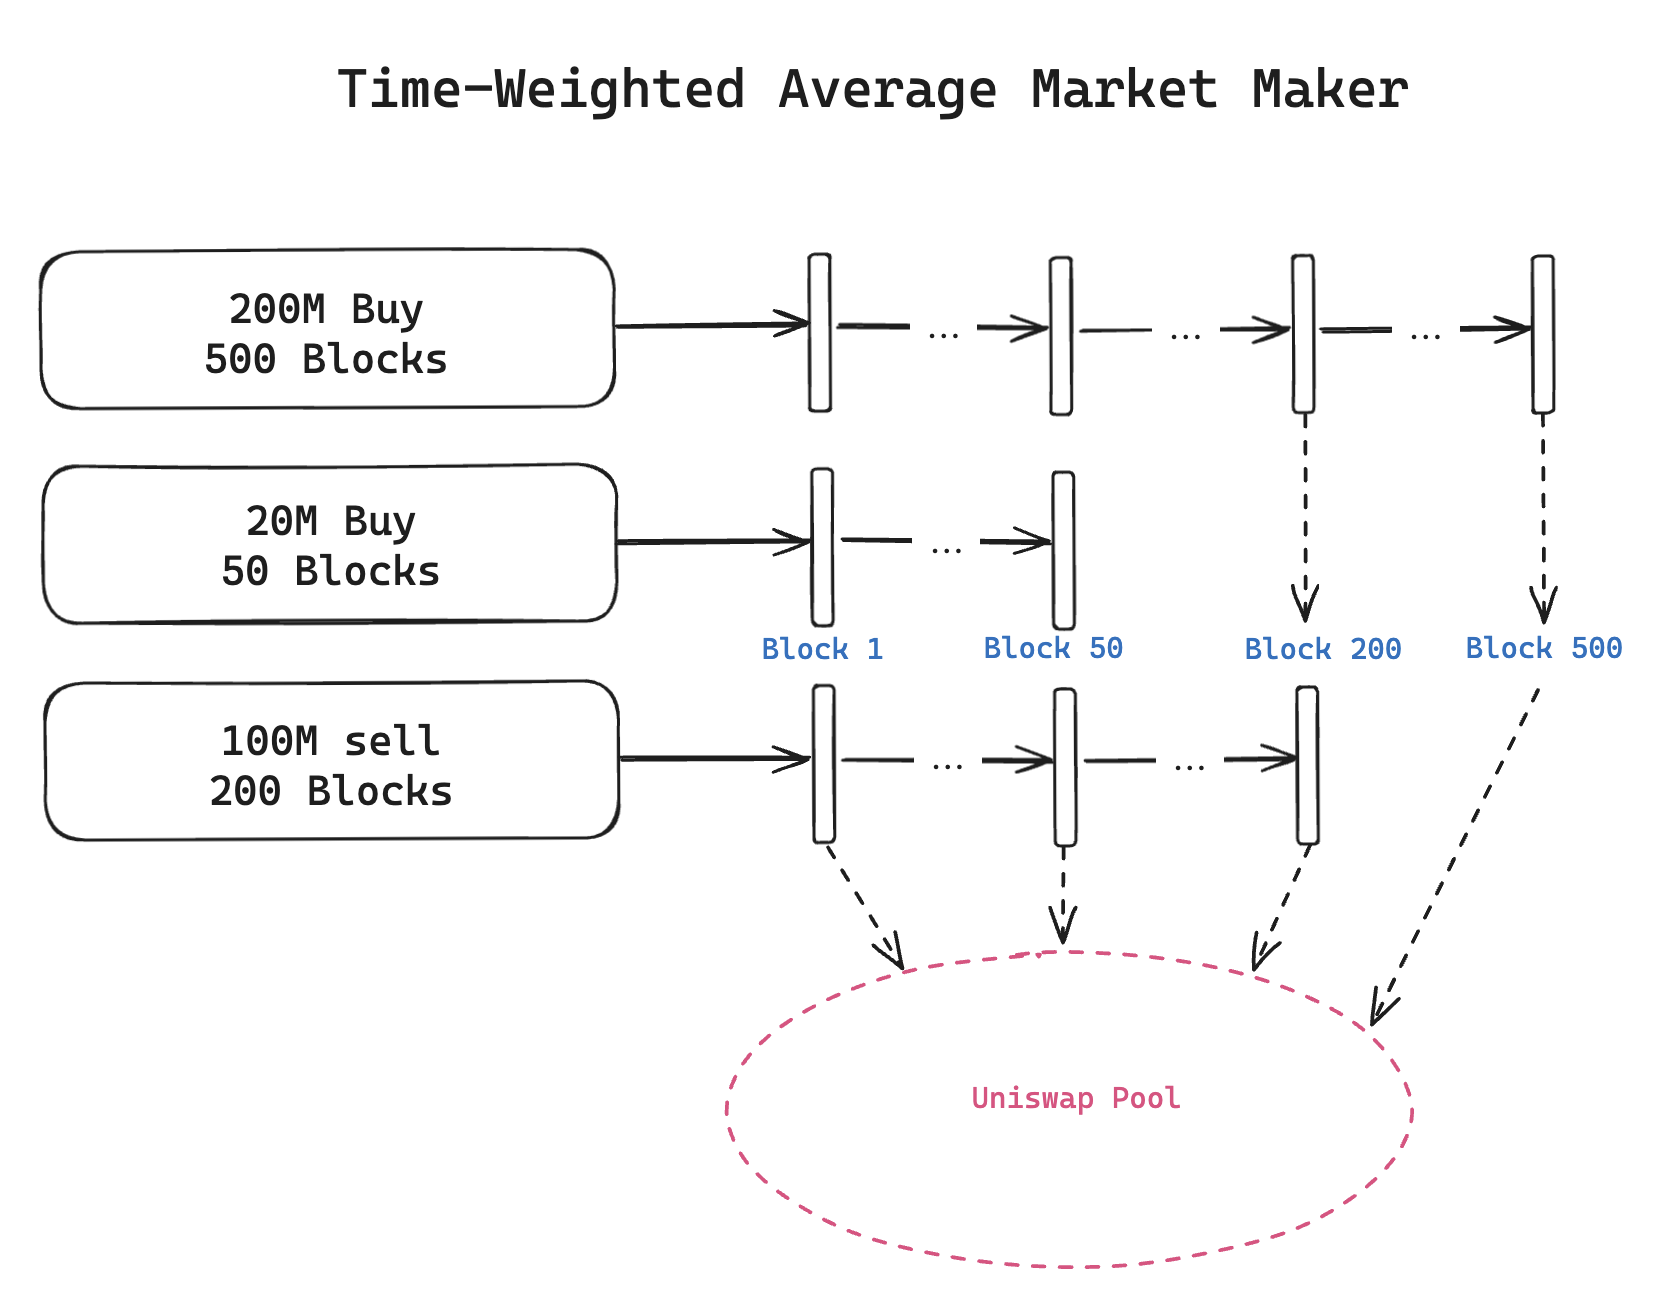 Time-Weighted Average Market Maker
200M Buy
500 Blocks
...
...
...
20M Buy
50 Blocks
...
Block 1
Block 50
Block 200
Block 500
100M sell
200 Blocks
...
...
Uniswap Pool